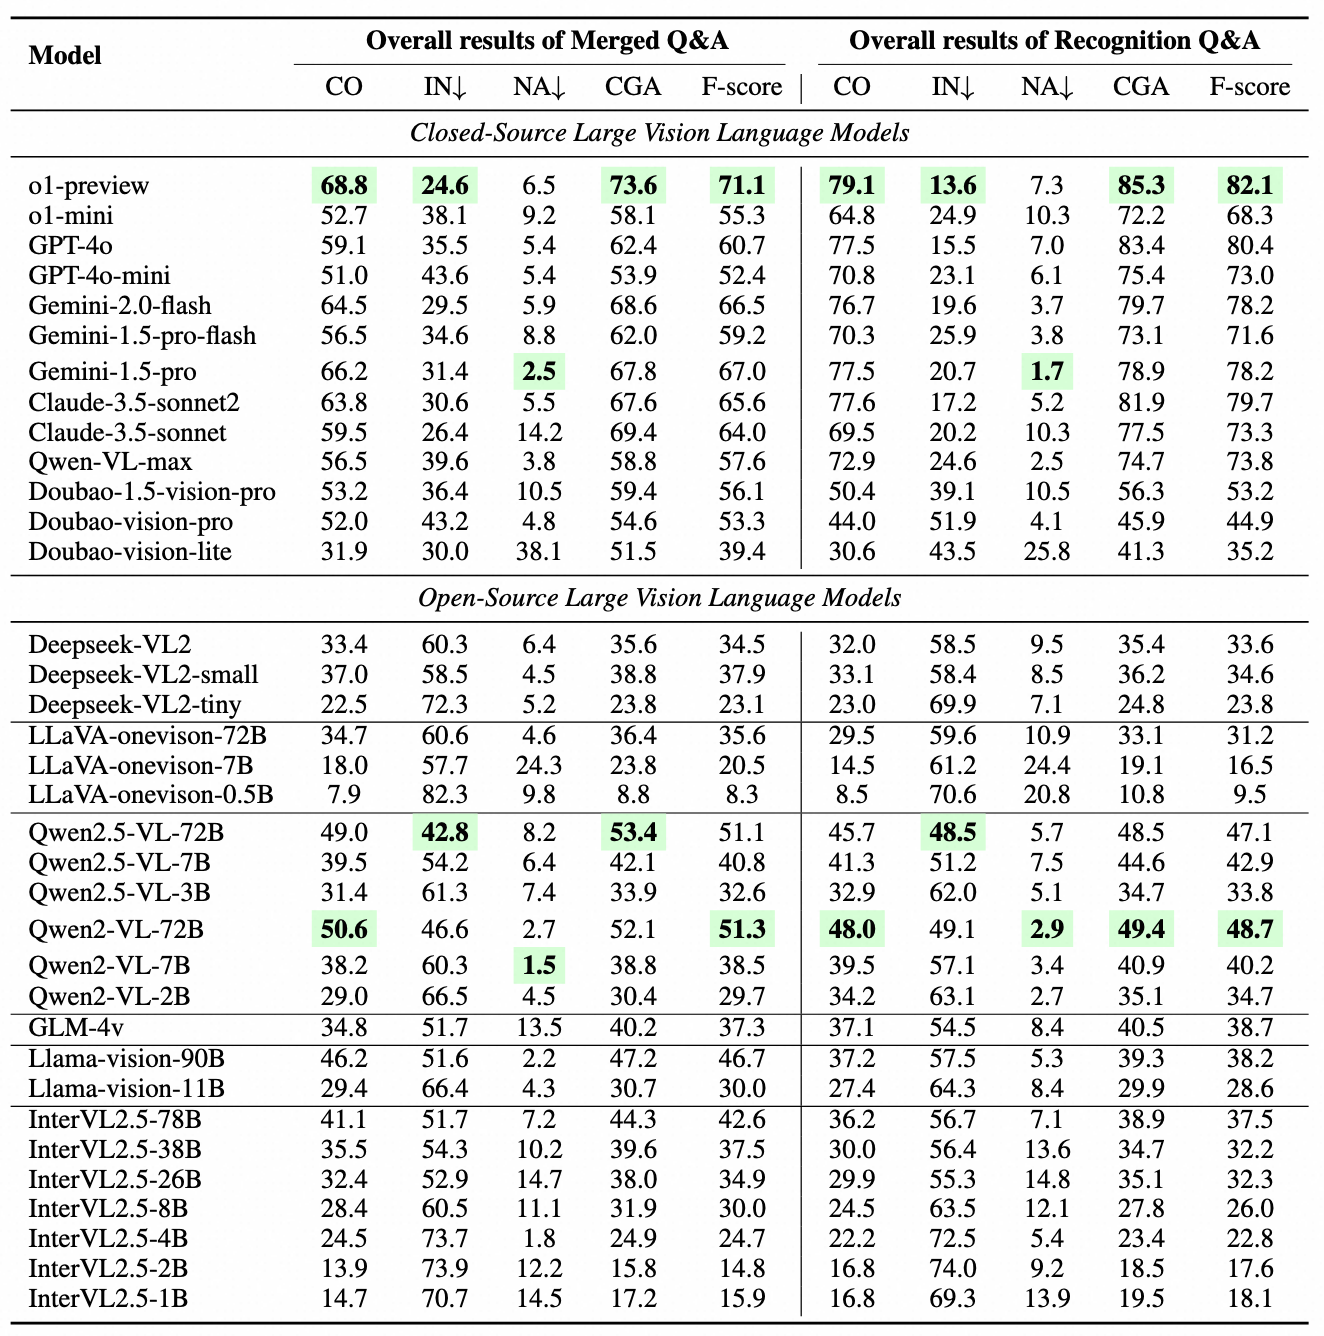 Model Overall results of Merged Q&A Overall results of Recognition Q&A
CO IN↓ NA↓ CGA F-score CO IN↓ NA↓ CGA F-score
Closed-Source Large Vision Language Models
o1-preview 68.8 24.6 6.5 73.6 71.1 79.1 13.6 7.3 85.3 82.1
o1-mini 52.7 38.1 9.2 58.1 55.3 64.8 24.9 10.3 72.2 68.3
GPT-4o 59.1 35.5 5.4 62.4 60.7 77.5 15.5 7.0 83.4 80.4
GPT-4o-mini 51.0 43.6 5.4 53.9 52.4 70.8 23.1 6.1 75.4 73.0
Gemini-2.0-flash 64.5 29.5 5.9 68.6 66.5 76.7 19.6 3.7 79.7 78.2
Gemini-1.5-pro-flash 56.5 34.6 8.8 62.0 59.2 70.3 25.9 3.8 73.1 71.6
Gemini-1.5-pro 66.2 31.4 2.5 67.8 67.0 77.5 20.7 1.7 78.9 78.2
Claude-3.5-sonnet2 63.8 30.6 5.5 67.6 65.6 77.6 17.2 5.2 81.9 79.7
Claude-3.5-sonnet 59.5 26.4 14.2 69.4 64.0 69.5 20.2 10.3 77.5 73.3
Qwen-VL-max 56.5 39.6 3.8 58.8 57.6 72.9 24.6 2.5 74.7 73.8
Doubao-1.5-vision-pro 53.2 36.4 10.5 59.4 56.1 50.4 39.1 10.5 56.3 53.2
Doubao-vision-pro 52.0 43.2 4.8 54.6 53.3 44.0 51.9 4.1 45.9 44.9
Doubao-vision-lite 31.9 30.0 38.1 51.5 39.4 30.6 43.5 25.8 41.3 35.2
Open-Source Large Vision Language Models
Deepseek-VL2 33.4 60.3 6.4 35.6 34.5 32.0 58.5 9.5 35.4 33.6
Deepseek-VL2-small 37.0 58.5 4.5 38.8 37.9 33.1 58.4 8.5 36.2 34.6
Deepseek-VL2-tiny 22.5 72.3 5.2 23.8 23.1 23.0 69.9 7.1 24.8 23.8
LLaVA-onevison-72B 34.7 60.6 4.6 36.4 35.6 29.5 59.6 10.9 33.1 31.2
LLaVA-onevison-7B 18.0 57.7 24.3 23.8 20.5 14.5 61.2 24.4 19.1 16.5
LLaVA-onevison-0.5B 7.9 82.3 9.8 8.8 8.3 8.5 70.6 20.8 10.8 9.5
Qwen2.5-VL-72B 49.0 42.8 8.2 53.4 51.1 45.7 48.5 5.7 48.5 47.1
Qwen2.5-VL-7B 39.5 54.2 6.4 42.1 40.8 41.3 51.2 7.5 44.6 42.9
Qwen2.5-VL-3B 31.4 61.3 7.4 33.9 32.6 32.9 62.0 5.1 34.7 33.8
Qwen2-VL-72B 50.6 46.6 2.7 52.1 51.3 48.0 49.1 2.9 49.4 48.7
Qwen2-VL-7B 38.2 60.3 1.5 38.8 38.5 39.5 57.1 3.4 40.9 40.2
Qwen2-VL-2B 29.0 66.5 4.5 30.4 29.7 34.2 63.1 2.7 35.1 34.7
GLM-4v 34.8 51.7 13.5 40.2 37.3 37.1 54.5 8.4 40.5 38.7
Llama-vision-90B 46.2 51.6 2.2 47.2 46.7 37.2 57.5 5.3 39.3 38.2
Llama-vision-11B 29.4 66.4 4.3 30.7 30.0 27.4 64.3 8.4 29.9 28.6
InterVL2.5-78B 41.1 51.7 7.2 44.3 42.6 36.2 56.7 7.1 38.9 37.5
InterVL2.5-38B 35.5 54.3 10.2 39.6 37.5 30.0 56.4 13.6 34.7 32.2
InterVL2.5-26B 32.4 52.9 14.7 38.0 34.9 29.9 55.3 14.8 35.1 32.3
InterVL2.5-8B 28.4 60.5 11.1 31.9 30.0 24.5 63.5 12.1 27.8 26.0
InterVL2.5-4B 24.5 73.7 1.8 24.9 24.7 22.2 72.5 5.4 23.4 22.8
InterVL2.5-2B 13.9 73.9 12.2 15.8 14.8 16.8 74.0 9.2 18.5 17.6
InterVL2.5-1B 14.7 70.7 14.5 17.2 15.9 16.8 69.3 13.9 19.5 18.1